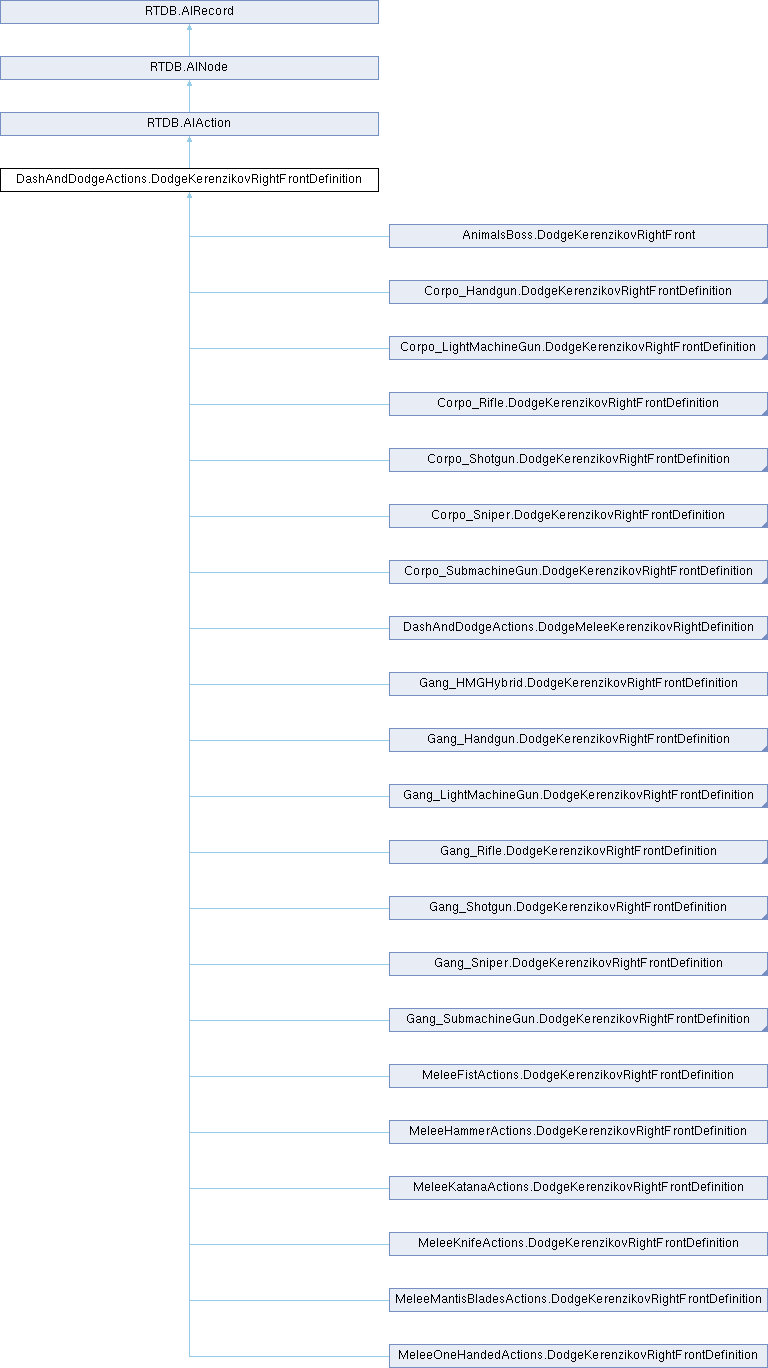 RTDB.AIRecord
RTDB.AINode
RTDB.AIAction
DashAndDodgeActions.DodgeKerenzikovRightFrontDefinition
AnimalsBoss.DodgeKerenzikovRightFront
Corpo_Handgun.DodgeKerenzikovRightFrontDefinition
Corpo_LightMachineGun.DodgeKerenzikovRightFrontDefinition
Corpo_Rifle.DodgeKerenzikovRightFrontDefinition
Corpo_Shotgun.DodgeKerenzikovRightFrontDefinition
Corpo_Sniper.DodgeKerenzikovRightFrontDefinition
Corpo_SubmachineGun.DodgeKerenzikovRightFrontDefinition
DashAndDodgeActions.DodgeMeleeKerenzikovRightDefinition
Gang_HMGHybrid.DodgeKerenzikovRightFrontDefinition
Gang_Handgun.DodgeKerenzikovRightFrontDefinition
Gang_LightMachineGun.DodgeKerenzikovRightFrontDefinition
Gang_Rifle.DodgeKerenzikovRightFrontDefinition
Gang_Shotgun.DodgeKerenzikovRightFrontDefinition
Gang_Sniper.DodgeKerenzikovRightFrontDefinition
Gang_SubmachineGun.DodgeKerenzikovRightFrontDefinition
MeleeFistActions.DodgeKerenzikovRightFrontDefinition
MeleeHammerActions.DodgeKerenzikovRightFrontDefinition
MeleeKatanaActions.DodgeKerenzikovRightFrontDefinition
MeleeKnifeActions.DodgeKerenzikovRightFrontDefinition
MeleeMantisBladesActions.DodgeKerenzikovRightFrontDefinition
MeleeOneHandedActions.DodgeKerenzikovRightFrontDefinition